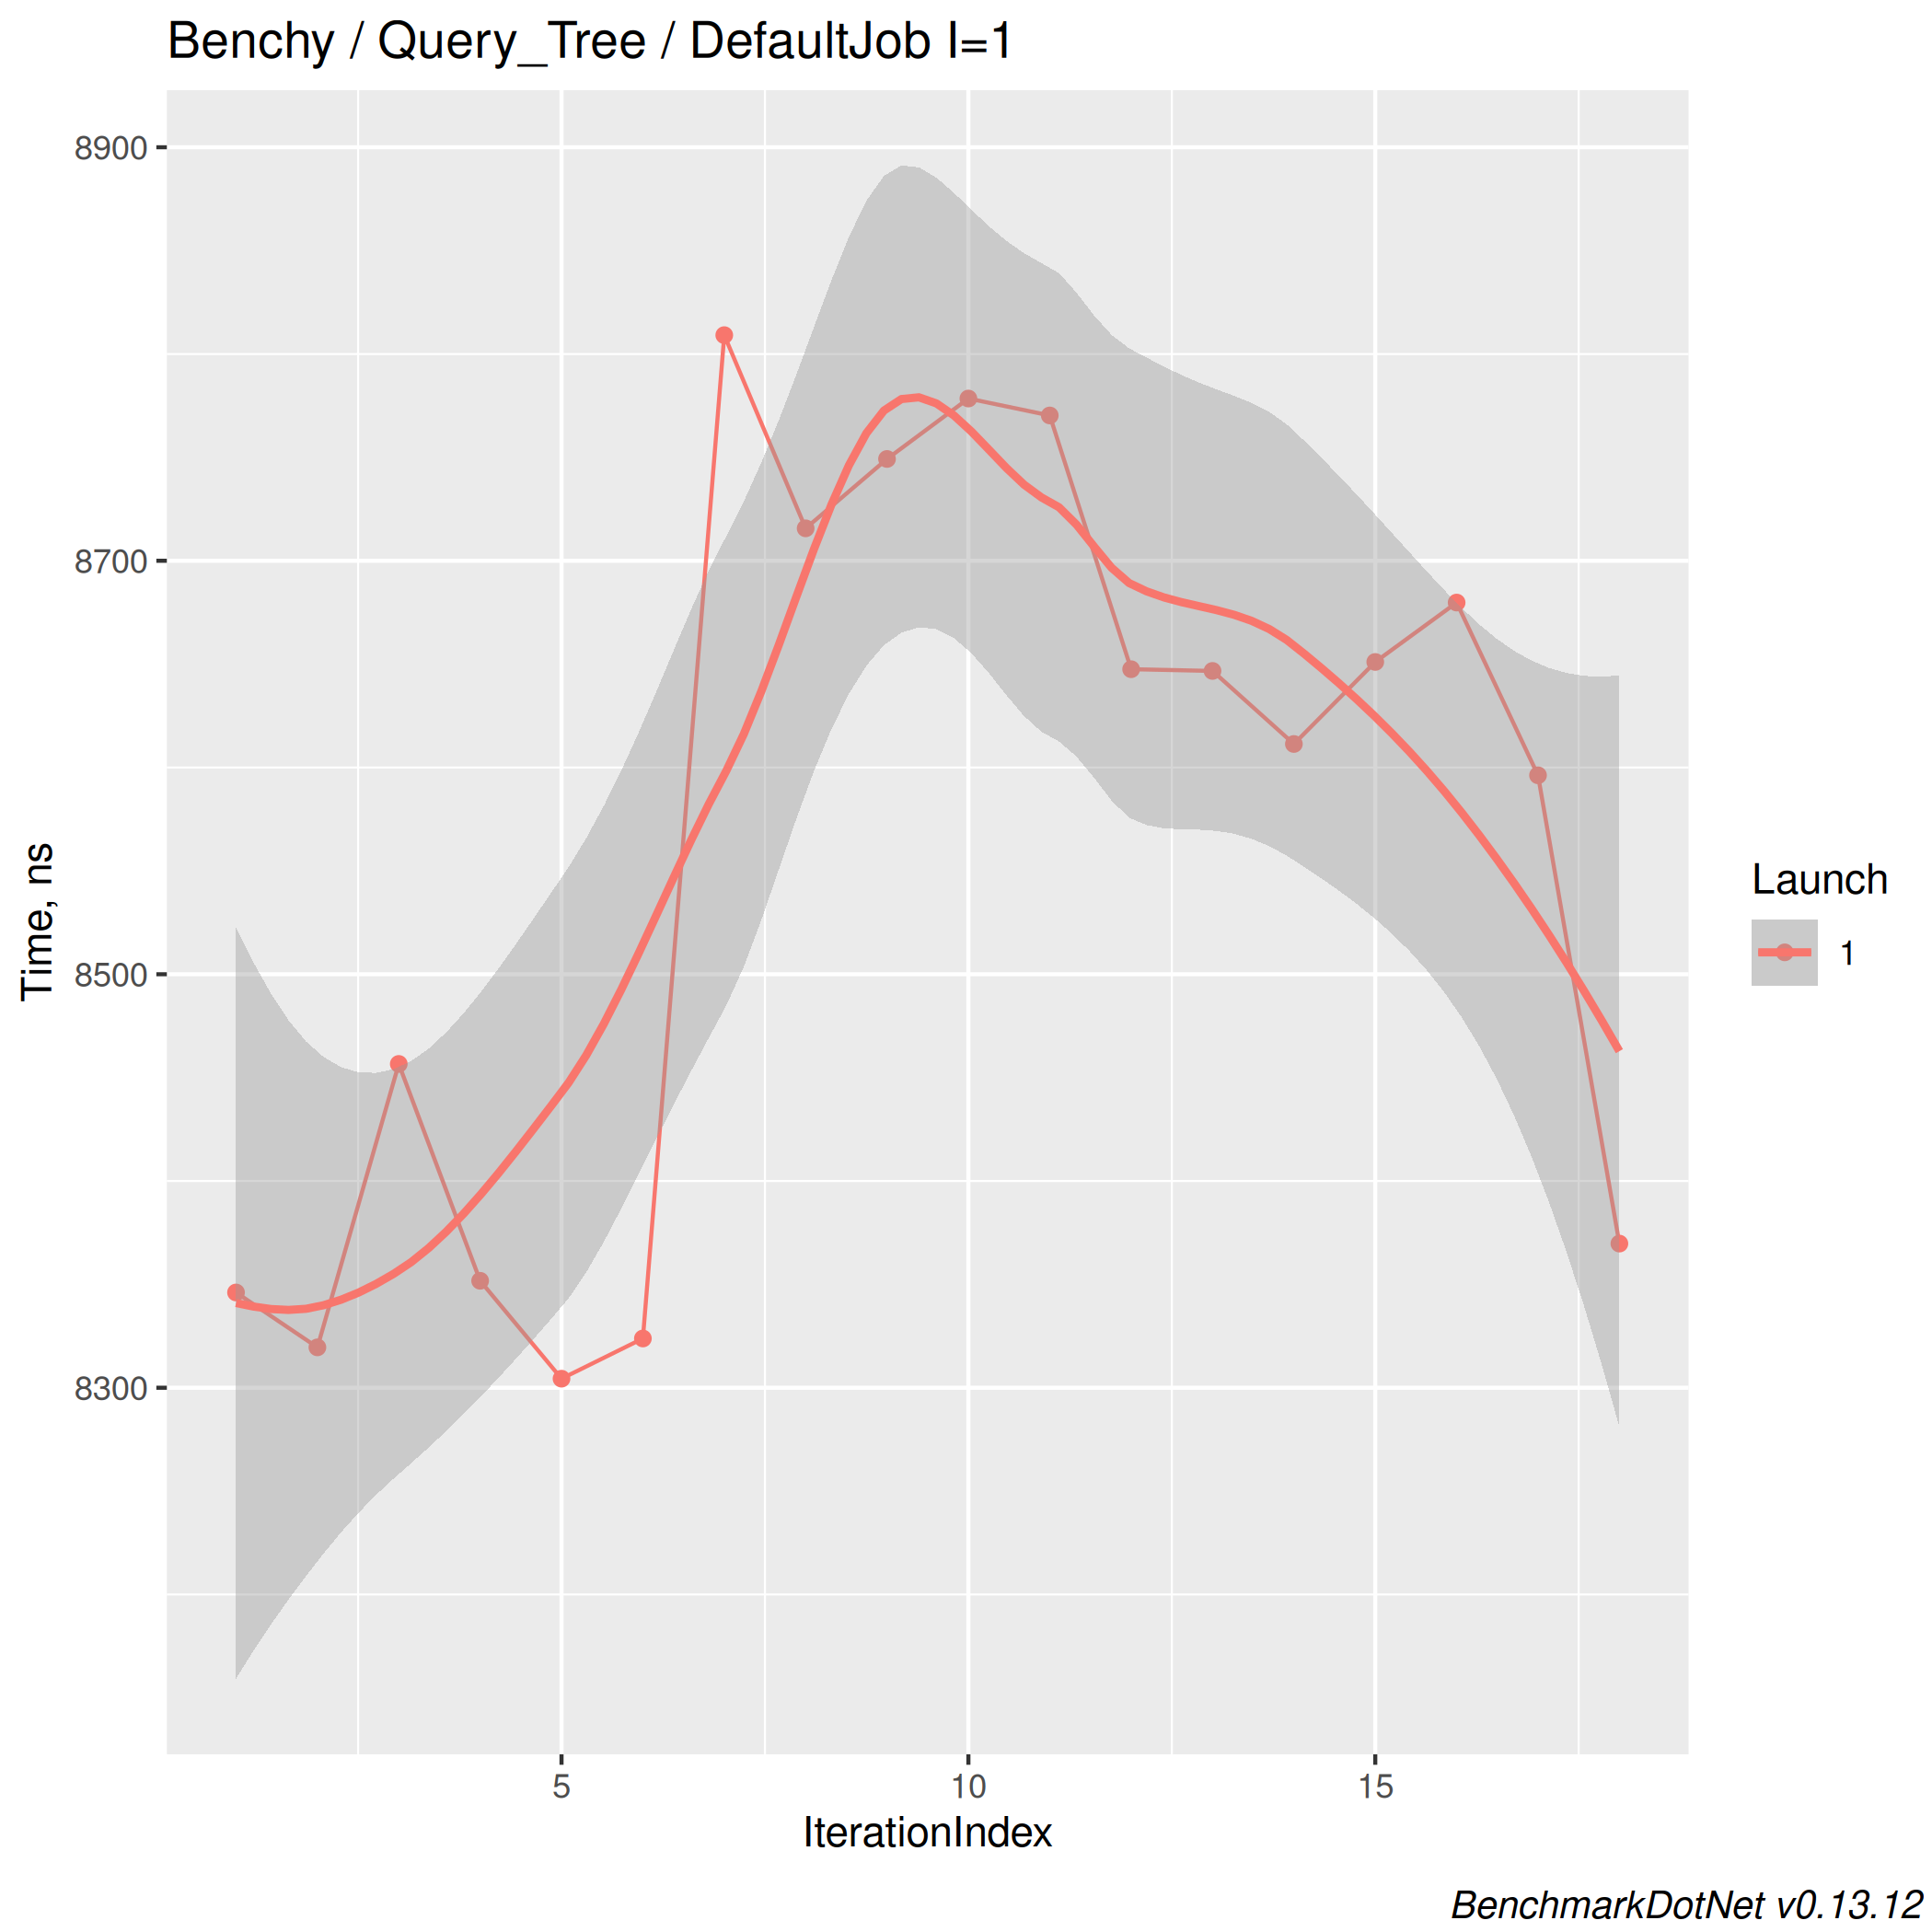 Benchy / Query_Tree / DefaultJob I=1
8900
8700
8500
8300
Time, ns
5
10
15
IterationIndex
Launch
1
BenchmarkDotNet v0.13.12